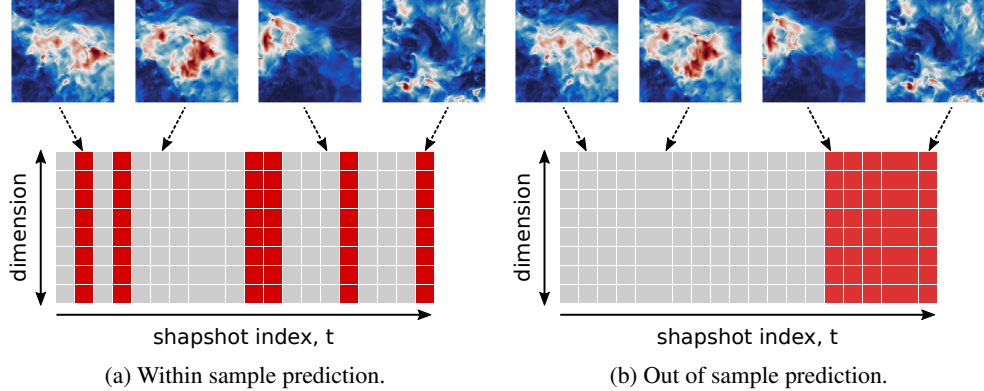 dimension
shapshot index, t
(a) Within sample prediction.
dimension
shapshot index, t
(b) Out of sample prediction.